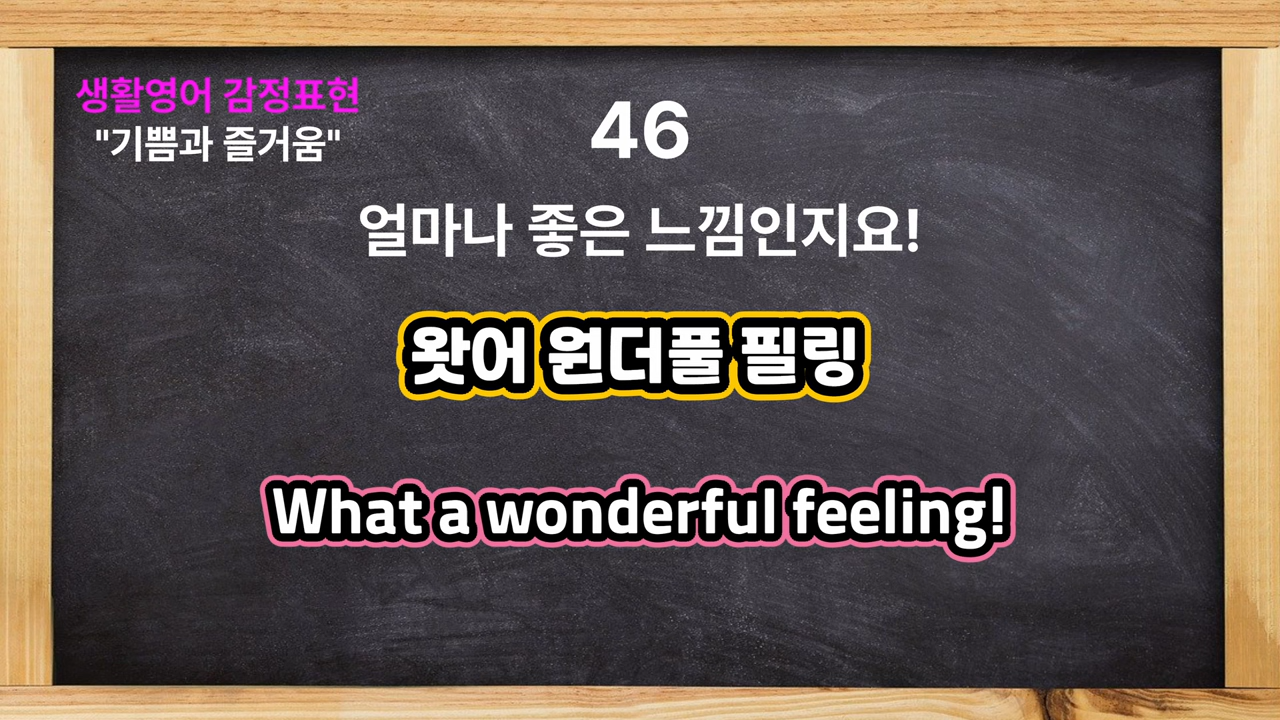 생활영어 감정표현
"기쁨과 즐거움"
46
얼마나 좋은 느낌인지요!
왓어 원더풀 필링
What a wonderful feeling!